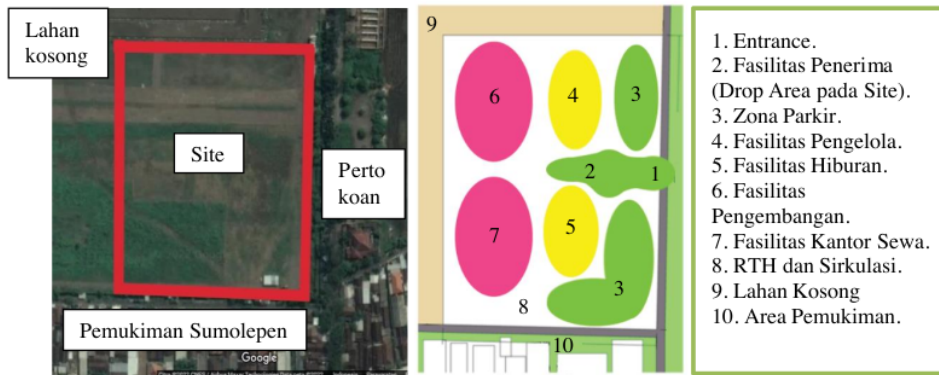 Lahan
kosong
Site
Perto
koan
Pemukiman Sumolepen
Google
9
6
4
3
2
1
7
5
3
8
10
1. Entrance.
2. Fasilitas Penerima
(Drop Area pada Site).
3. Zona Parkir.
4. Fasilitas Pengelola.
5. Fasilitas Hiburan.
6. Fasilitas
Pengembangan.
7. Fasilitas Kantor Sewa.
8. RTH dan Sirkulasi.
9. Lahan Kosong
10. Area Pemukiman.